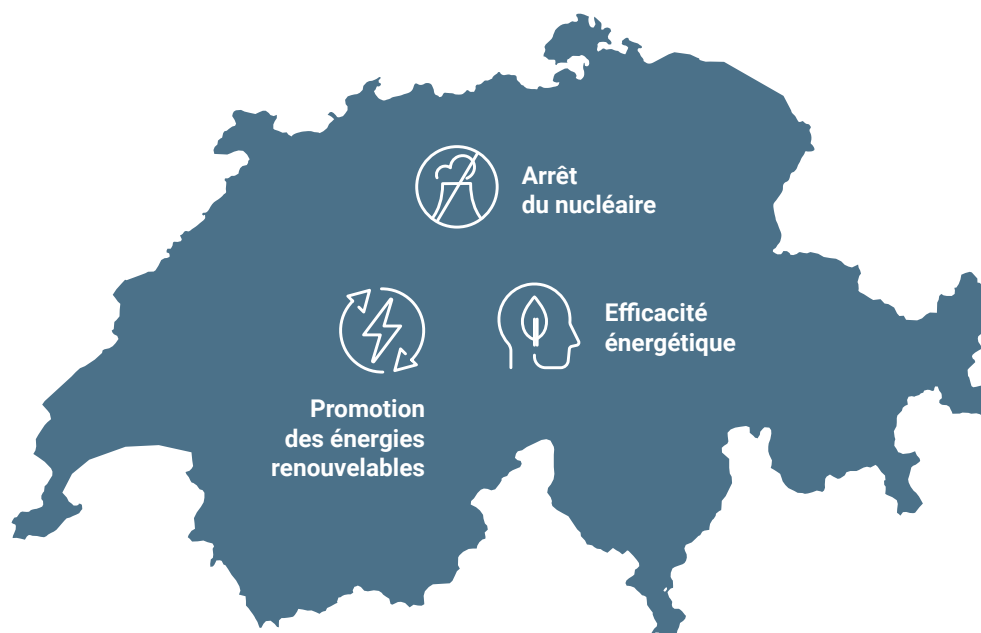 Arrêt
du nucléaire
Efficacité
énergétique
Promotion
des énergies
renouvelables